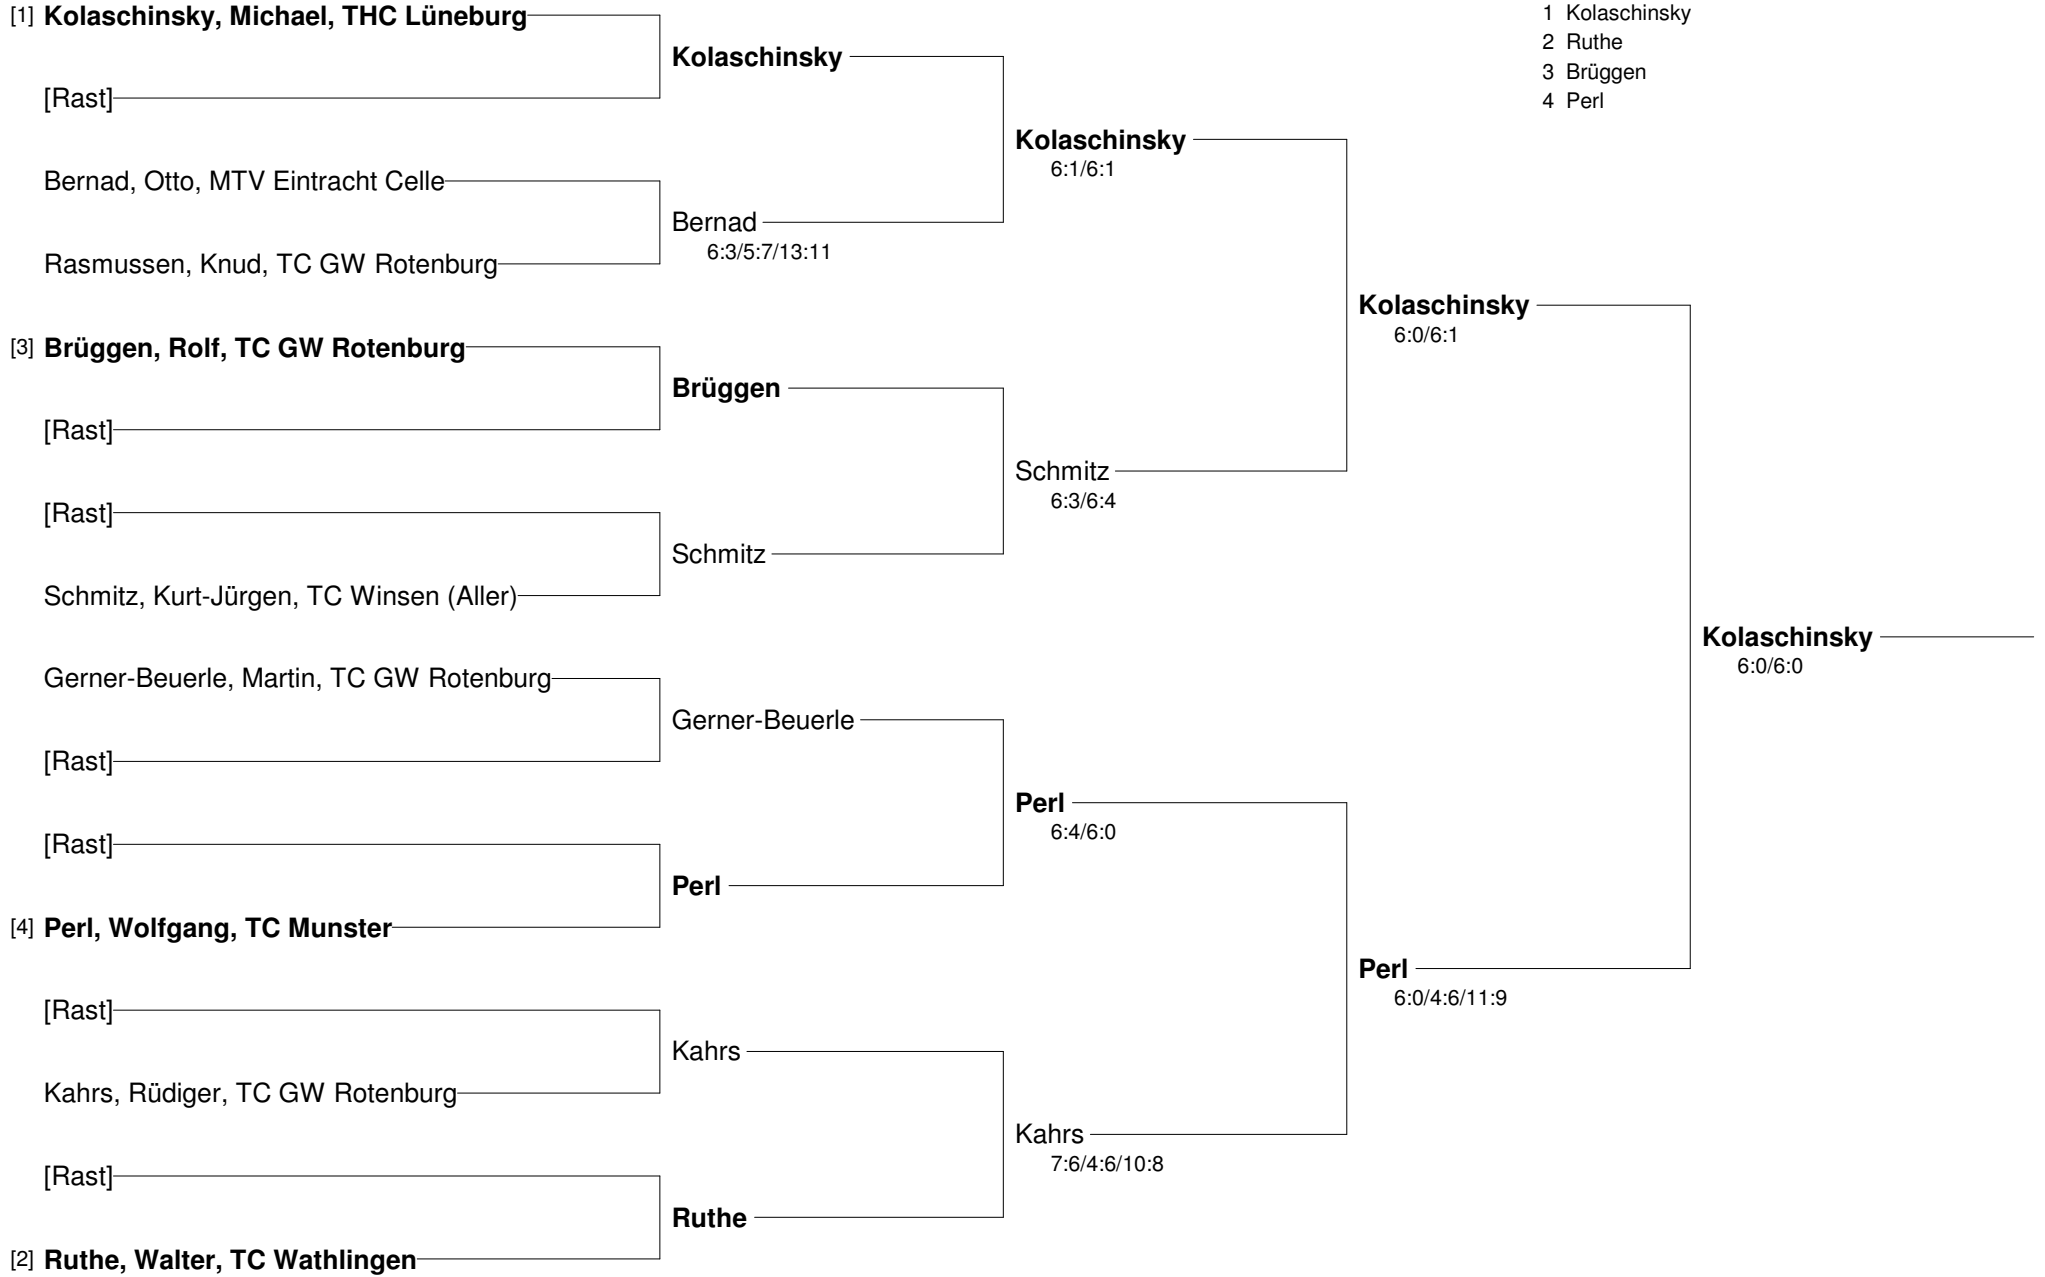 [1] Kolaschinsky, Michael, THC Lüneburg
[Rast]
Bernad, Otto, MTV Eintracht Celle
Rasmussen, Knud, TC GW Rotenburg
[3] Brüggen, Rolf, TC GW Rotenburg
[Rast]
[Rast]
Schmitz, Kurt-Jürgen, TC Winsen (Aller)
Gerner-Beuerle, Martin, TC GW Rotenburg
[Rast]
[Rast]
[4] Perl, Wolfgang, TC Munster
[Rast]
Kahrs, Rüdiger, TC GW Rotenburg
[Rast]
[2] Ruthe, Walter, TC Wathlingen
Kolaschinsky
Bernad
6:3/5:7/13:11
Brüggen
Schmitz
Gerner-Beuerle
Perl
Kahrs
Ruthe
Kolaschinsky
6:1/6:1
Schmitz
6:3/6:4
Perl
6:4/6:0
Kahrs
7:6/4:6/10:8
Kolaschinsky
6:0/6:1
Perl
6:0/4:6/11:9
Kolaschinsky
6:0/6:0
1 Kolaschinsky
2 Ruthe
3 Brüggen
4 Perl